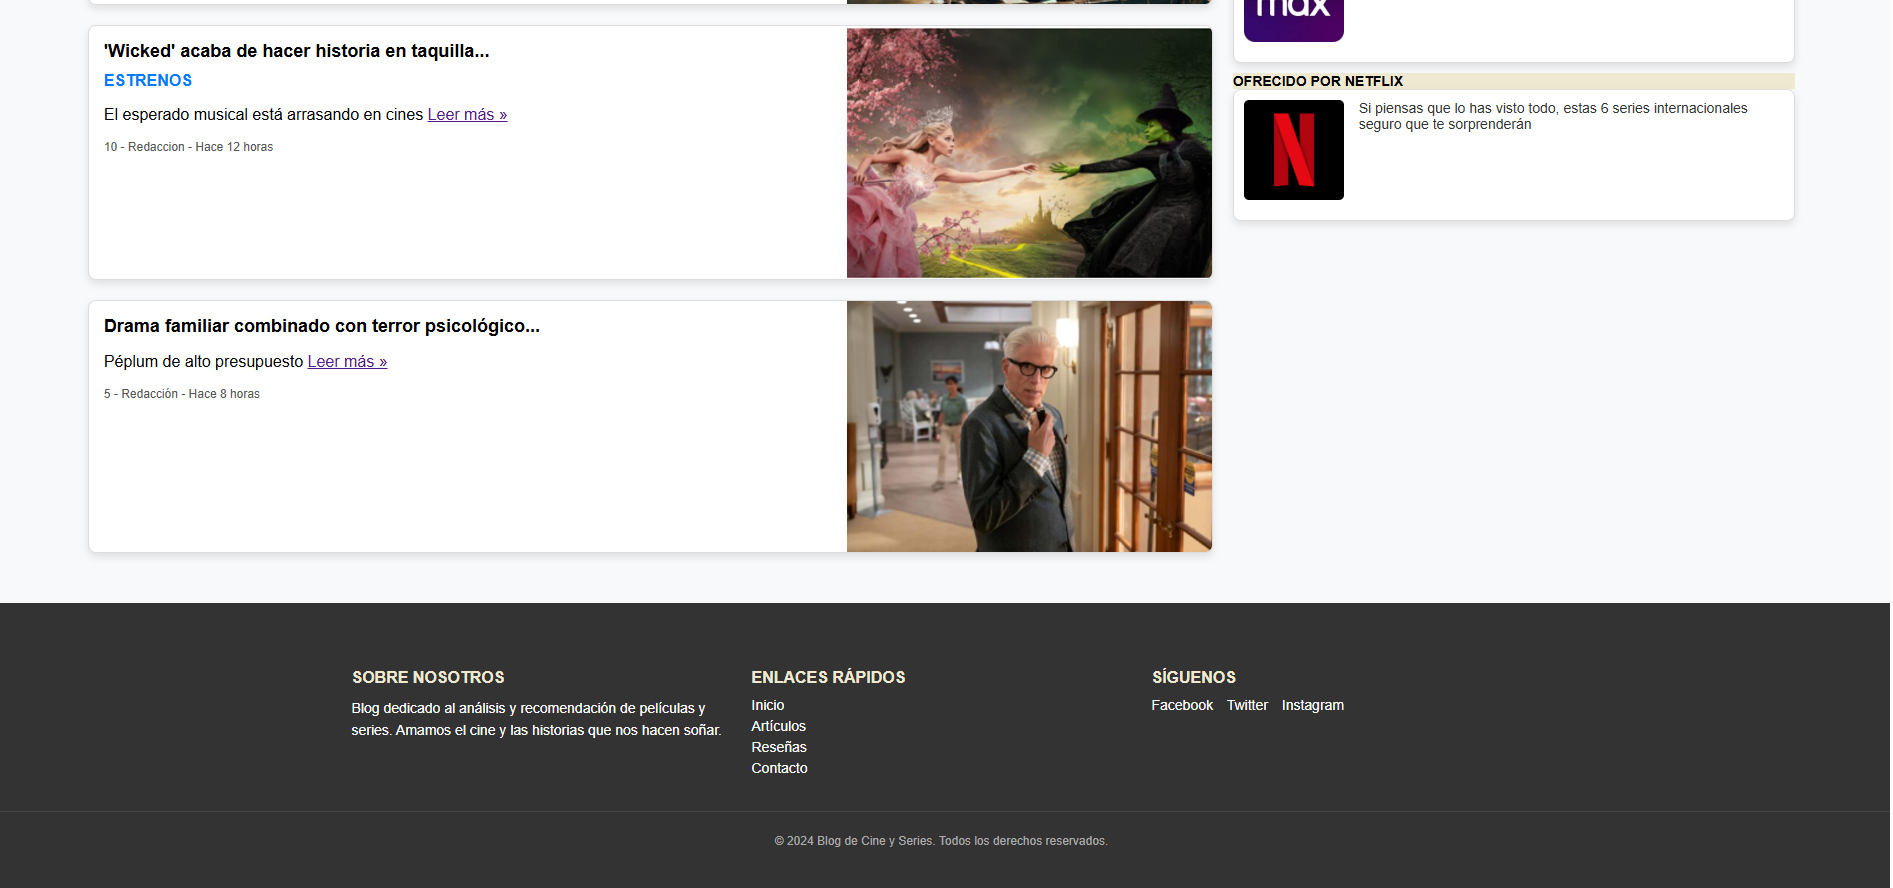 'Wicked' acaba de hacer historia en taquilla...
ESTRENOS
El esperado musical está arrasando en cines Leer más »
10 - Redaccion - Hace 12 horas
Drama familiar combinado con terror psicológico...
Péplum de alto presupuesto Leer más »
5 - Redacción - Hace 8 horas
max
OFRECIDO POR NETFLIX
N
Si piensas que lo has visto todo, estas 6 series internacionales
seguro que te sorprenderán
SOBRE NOSOTROS
Blog dedicado al análisis y recomendación de películas y
series. Amamos el cine y las historias que nos hacen soñar.
ENLACES RÁPIDOS
Inicio
Artículos
Reseñas
Contacto
SÍGUENOS
Facebook Twitter Instagram
© 2024 Blog de Cine y Series. Todos los derechos reservados.